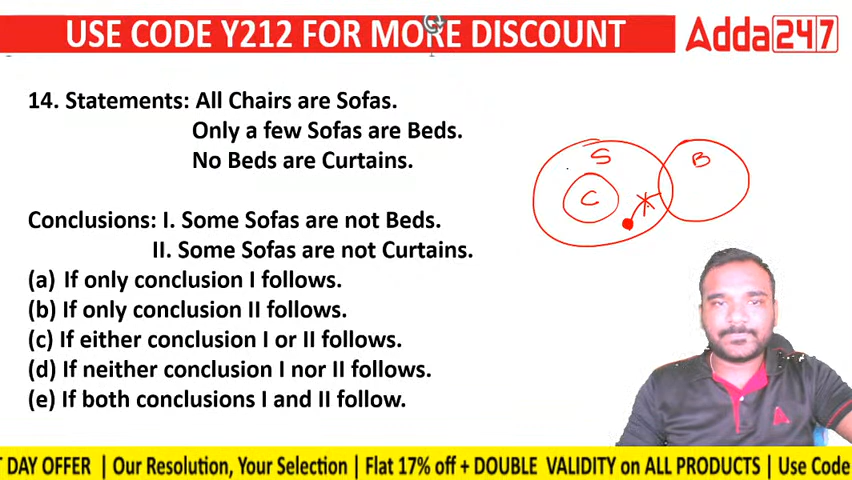 USE CODE Y212 FOR MORE DISCOUNT
Adda247
14. Statements: All Chairs are Sofas.
Only a few Sofas are Beds.
No Beds are Curtains.
S
B
C
Conclusions: I. Some Sofas are not Beds.
II. Some Sofas are not Curtains.
(a) If only conclusion I follows.
(b) If only conclusion II follows.
(c) If either conclusion I or II follows.
(d) If neither conclusion I nor II follows.
(e) If both conclusions I and II follow.
T DAY OFFER | Our Resolution, Your Selection | Flat 17% off + DOUBLE VALIDITY on ALL PRODUCTS | Use Code